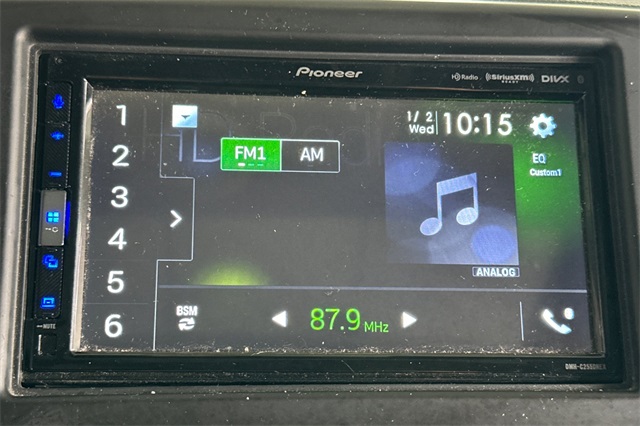 Pioneer
HD Radio SiriusXM READY DIVX
1/ 2 Wed 10:15
1
2
3
4
5
6
FM1 AM
EQ
Custom1
ANALOG
BSM
87.9 MHz
MUTE